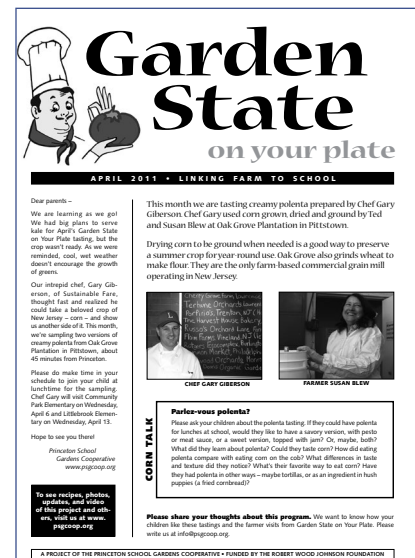 Garden
State
on your plate
APRIL 2011 • LINKING FARM TO SCHOOL
Dear parents –
We are learning as we go!
We had big plans to serve
kale for April's Garden State
on Your Plate tasting, but the
crop wasn't ready. As we were
reminded, cool, wet weather
doesn't encourage the growth
of greens.
Our intrepid chef, Gary Gib-
erson, of Sustainable Fare,
thought fast and realized he
could take a beloved crop of
New Jersey – corn – and show
us another side of it. This month,
we're sampling two versions of
creamy polenta from Oak Grove
Plantation in Pittstown, about
45 minutes from Princeton.
Please do make time in your
schedule to join your child at
lunchtime for the sampling.
Chef Gary will visit Community
Park Elementary on Wednesday,
April 6 and Littlebrook Elemen-
tary on Wednesday, April 13.
Hope to see you there!
Princeton School
Gardens Cooperative
www.psgcoop.org
To see recipes, photos,
updates, and video
of this project and oth-
ers, visit us at www.
psgcoop.org
This month we are tasting creamy polenta prepared by Chef Gary
Giberson. Chef Gary used corn grown, dried and ground by Ted
and Susan Blew at Oak Grove Plantation in Pittstown.
Drying corn to be ground when needed is a good way to preserve
a summer crop for year-round use. Oak Grove also grinds wheat to
make flour. They are the only farm-based commercial grain mill
operating in New Jersey.
CHEF GARY GIBERSON
FARMER SUSAN BLEW
CORN TALK
Parlez-vous polenta?
Please ask your children about the polenta tasting. If they could have polenta
for lunches at school, would they like to have a savory version, with pesto
or meat sauce, or a sweet version, topped with jam? Or, maybe, both?
What did they learn about polenta? Could they taste corn? How did eating
polenta compare with eating corn on the cob? What differences in taste
and texture did they notice? What's their favorite way to eat corn? Have
they had polenta in other ways – maybe tortillas, or as an ingredient in hush
puppies (a fried cornbread)?
Please share your thoughts about this program. We want to know how your
children like these tastings and the farmer visits from Garden State on Your Plate. Please
write us at info@psgcoop.org.
A PROJECT OF THE PRINCETON SCHOOL GARDENS COOPERATIVE • FUNDED BY THE ROBERT WOOD JOHNSON FOUNDATION